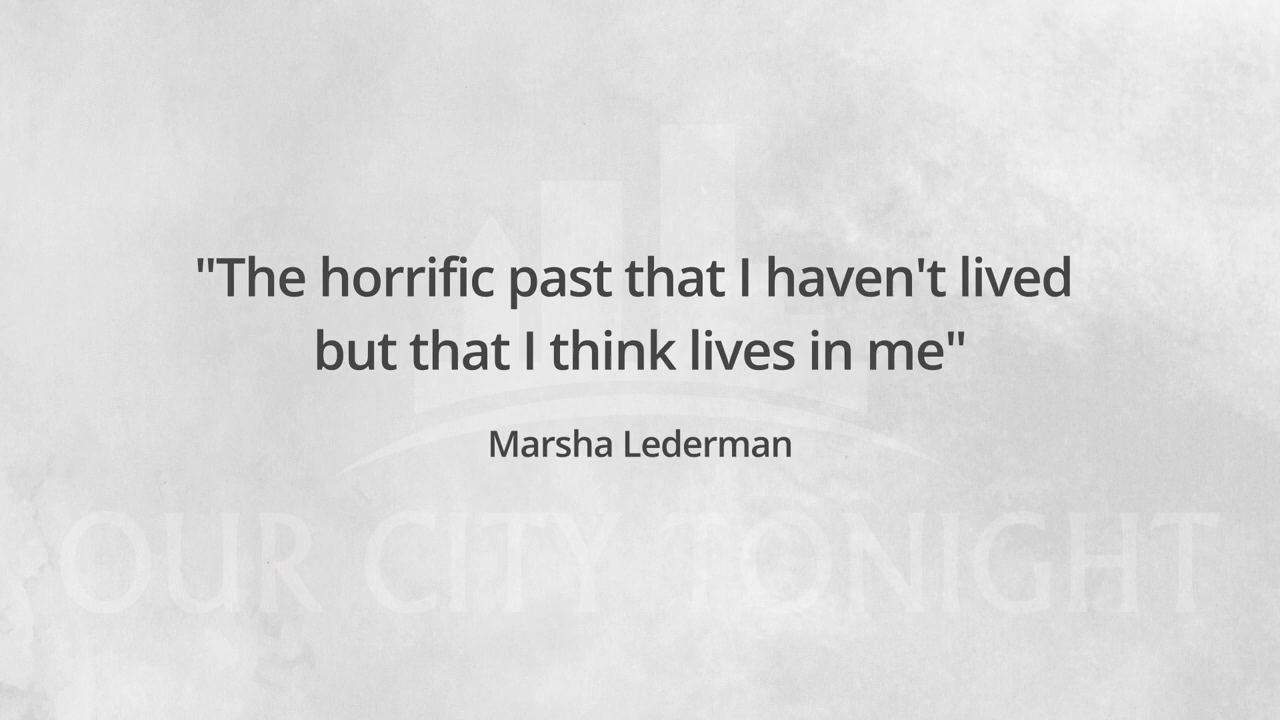 "The horrific past that I haven't lived
but that I think lives in me"
Marsha Lederman
OUR CITY TONIGHT